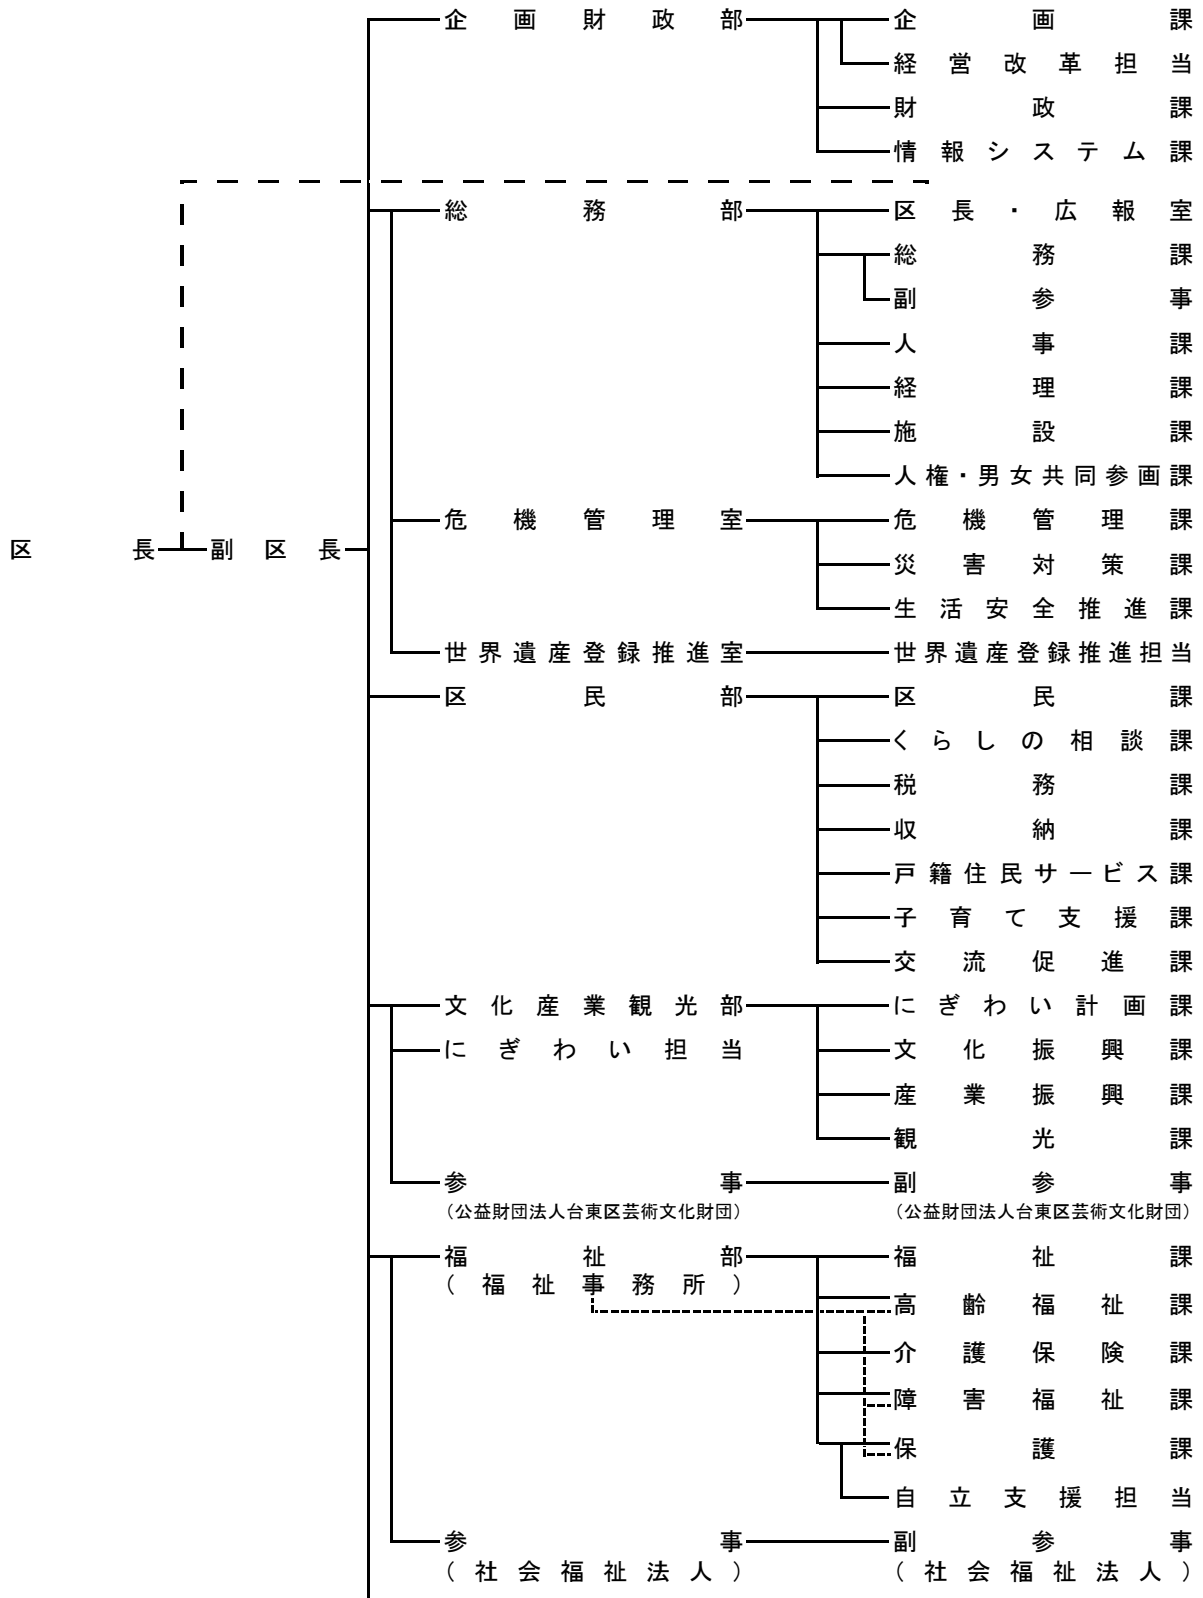 企画財政部 企画課
経営改革担当
財政課
情報システム課
総務部 区長・広報室
総務課
副参事
人事課
経理課
施設課
人権・男女共同参画課
危機管理室 危機管理課
区長 副区長
災害対策課
生活安全推進課
世界遺産登録推進室 世界遺産登録推進担当
区民部 区民課
くらしの相談課
税務課
収納課
戸籍住民サービス課
子育て支援課
交流促進課
文化産業観光部 にぎわい計画課
にぎわい担当 文化振興課
産業振興課
観光課
参事 副参事
(公益財団法人台東区芸術文化財団) (公益財団法人台東区芸術文化財団)
福祉部 福祉課
(福祉事務所)
高齢福祉課
介護保険課
障害福祉課
保護課
自立支援担当
参事 副参事
(社会福祉法人) (社会福祉法人)